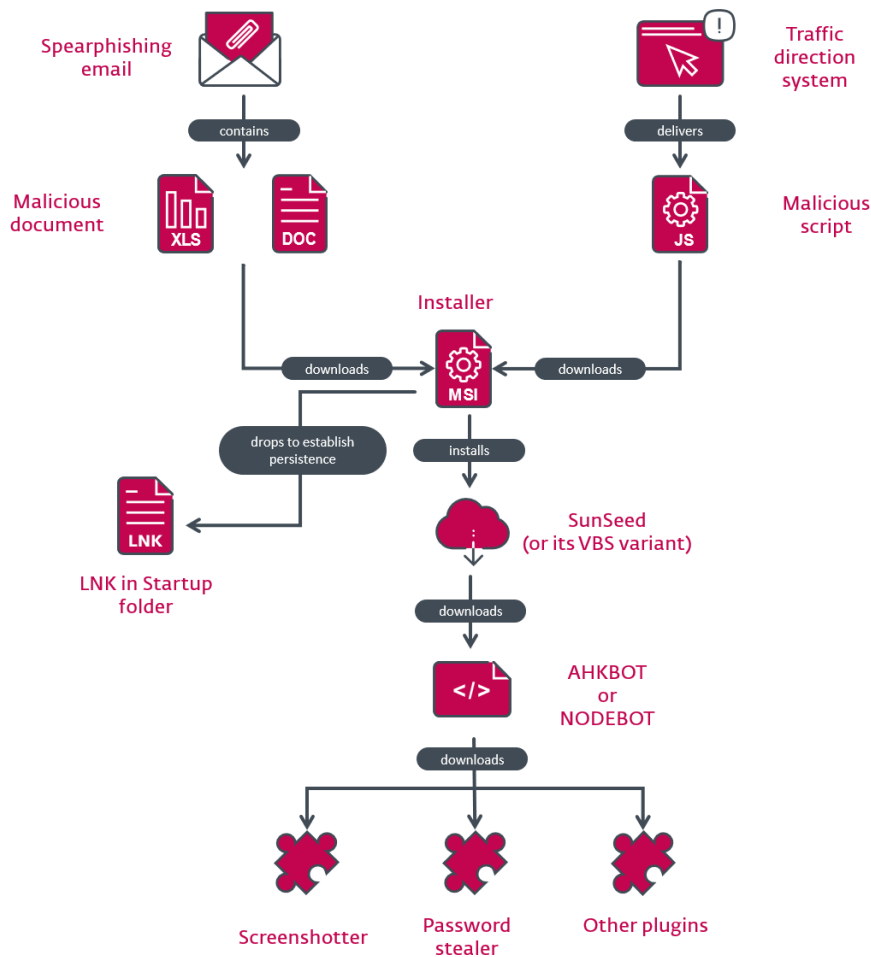 Spearphishing
email
!
Traffic
direction
system
contains
delivers
Malicious
document
XLS
DOC
JS
Malicious
script
Installer
downloads
MSI
downloads
drops to establish
persistence
installs
LNK
LNK in Startup
folder
SunSeed
(or its VBS variant)
downloads
</>
AHKBOT
or
NODEBOT
downloads
Screenshotter
Password
stealer
Other plugins